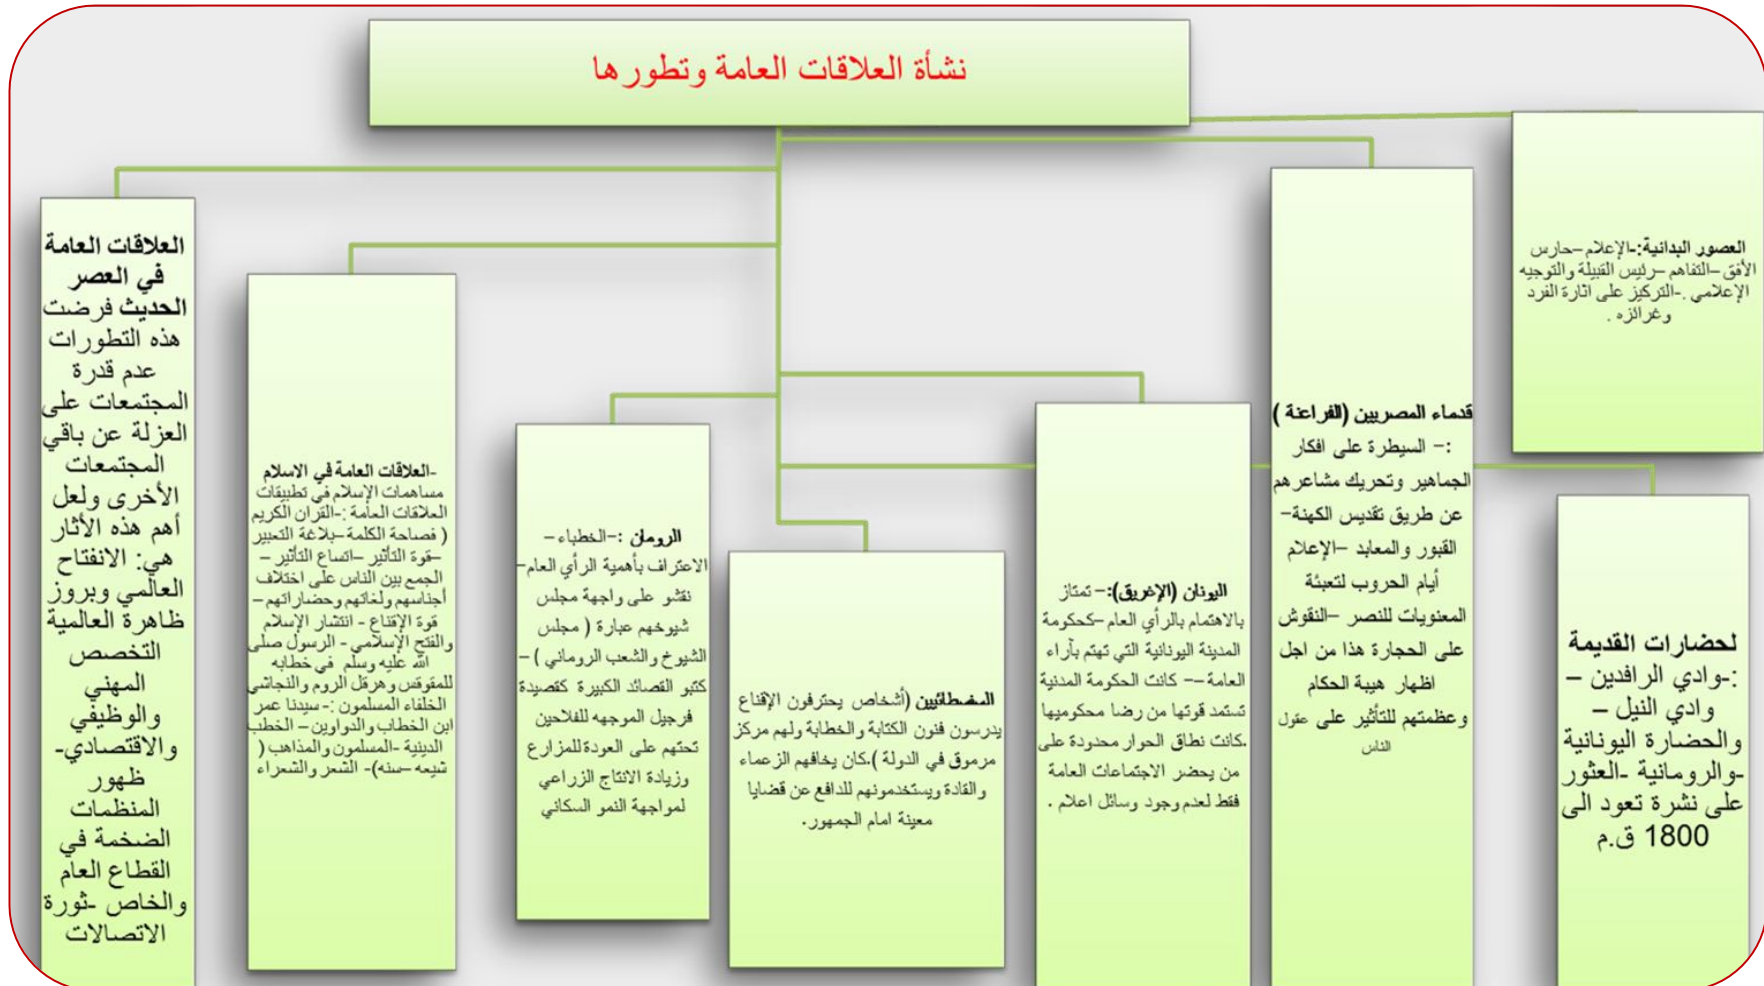 نشأة العلاقات العامة وتطورها
العصور البدائية:-الإعلام –حارس
الأفق –التفاهم –رئيس القبيلة والتوجيه
الإعلامي .-التركيز على اثارة الفرد
وغرائزه .
لحضارات القديمة
:-وادي الرافدين –
وادي النيل –
والحضارة اليونانية
-والرومانية -العثور
على نشرة تعود الى
1800 ق.م
قدماء المصريين (الفراعنة )
:– السيطرة على افكار
الجماهير وتحريك مشاعرهم
عن طريق تقديس الكهنة–
القبور والمعابد –الإعلام
أيام الحروب لتعبئة
المعنويات للنصر –النقوش
على الحجارة هذا من اجل
اظهار هيبة الحكام
وعظمتهم للتأثير على عقول
الناس
اليونان (الإغريق):– تمتاز
بالاهتمام بالرأي العام –كحكومة
المدينة اليونانية التي تهتم بآراء
العامة –– كانت الحكومة المدنية
تستمد قوتها من رضا محكوميها
.كانت نطاق الحوار محدودة على
من يحضر الاجتماعات العامة
فقط لعدم وجود وسائل اعلام .
السفسطائيين (أشخاص يحترفون الإقناع
يدرسون فنون الكتابة والخطابة ولهم مركز
مرموق في الدولة ).كان يخافهم الزعماء
والقادة ويستخدمونهم للدافع عن قضايا
معينة امام الجمهور.
الرومان :–الخطباء –
الاعتراف بأهمية الرأي العام–
نقشو على واجهة مجلس
شيوخهم عبارة ( مجلس
الشيوخ والشعب الروماني ) –
كتبو القصائد الكبيرة كقصيدة
فرجيل الموجهه للفلاحين
تحتهم على العودة للمزارع
وزيادة الانتاج الزراعي
لمواجهة النمو السكاني
-العلاقات العامة في الاسلام
مساهمات الإسلام في تطبيقات
العلاقات العامة :-القران الكريم
( فصاحة الكلمة –بلاغة التعبير
–قوة التأثير –اتساع التأثير –
الجمع بين الناس على اختلاف
أجناسهم ولغاتهم وحضاراتهم –
قوة الإقناع - انتشار الإسلام
والفتح الإسلامي - الرسول صلى
الله عليه وسلم في خطابه
للمقوقس وهرقل الروم والنجاشي
الخلفاء المسلمون :- سيدنا عمر
ابن الخطاب والدواوين – الخطب
الدينية -المسلمون والمذاهب (
شيعه –سنه)- الشعر والشعراء
العلاقات العامة
في العصر
الحديث فرضت
هذه التطورات
عدم قدرة
المجتمعات على
العزلة عن باقي
المجتمعات
الأخرى ولعل
أهم هذه الأثار
هي: الانفتاح
العالمي وبروز
ظاهرة العالمية
التخصص
المهني
والوظيفي
والاقتصادي-
ظهور
المنظمات
الضخمة في
القطاع العام
والخاص -ثورة
الاتصالات